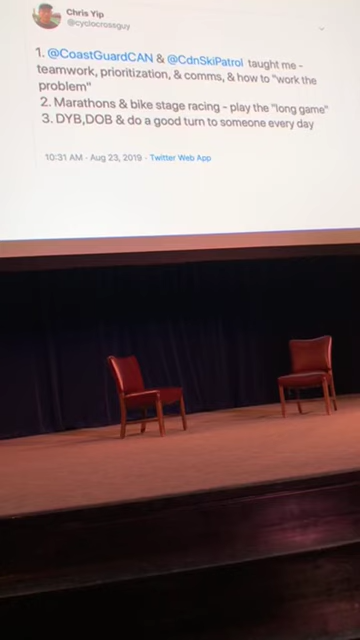 Chris Yip
@cyclocrossguy
1. @CoastGuardCAN & @CdnSkiPatrol taught me -
teamwork, prioritization, & comms, & how to "work the
problem"
2. Marathons & bike stage racing - play the "long game"
3. DYB,DOB & do a good turn to someone every day
10:31 AM · Aug 23, 2019 · Twitter Web App